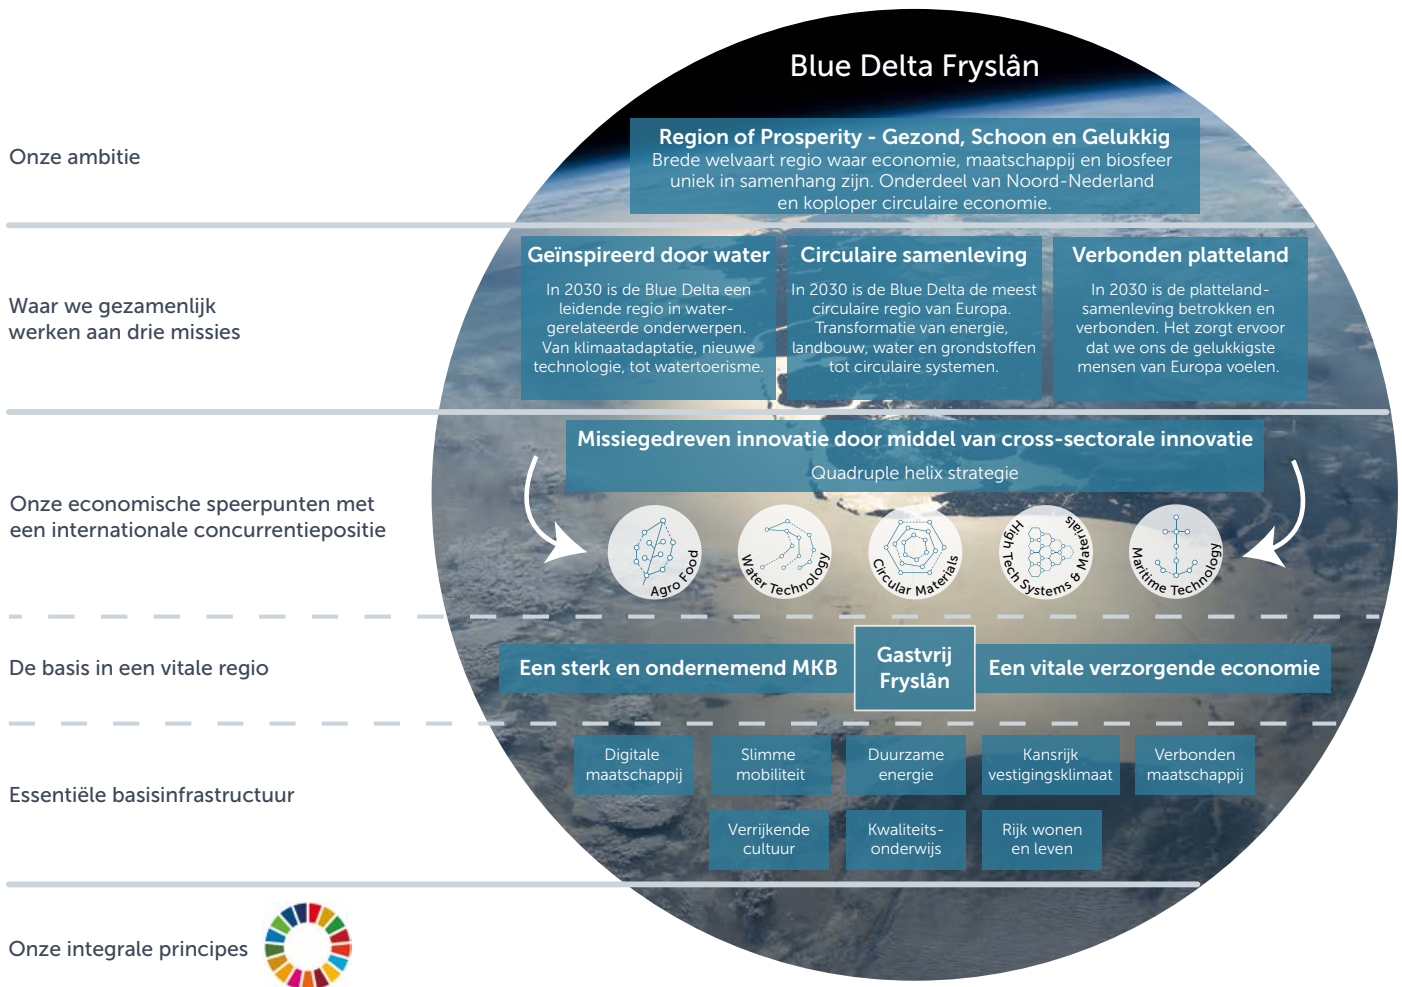 Blue Delta Fryslân
Onze ambitie
Region of Prosperity - Gezond, Schoon en Gelukkig
Brede welvaart regio waar economie, maatschappij en biosfeer
uniek in samenhang zijn. Onderdeel van Noord-Nederland
en koploper circulaire economie.
Waar we gezamenlijk
werken aan drie missies
Geïnspireerd door water
In 2030 is de Blue Delta een
leidende regio in water-
gerelateerde onderwerpen.
Van klimaatadaptatie, nieuwe
technologie, tot watertoerisme.
Circulaire samenleving
In 2030 is de Blue Delta de meest
circulaire regio van Europa.
Transformatie van energie,
landbouw, water en grondstoffen
tot circulaire systemen.
Verbonden platteland
In 2030 is de platteland-
samenleving betrokken en
verbonden. Het zorgt ervoor
dat we ons de gelukkigste
mensen van Europa voelen.
Onze economische speerpunten met
een internationale concurrentiepositie
Missiegedreven innovatie door middel van cross-sectorale innovatie
Quadruple helix strategie
Agro Food
Water Technology
Circular Materials
High Tech Systems & Materials
Maritime Technology
De basis in een vitale regio
Een sterk en ondernemend MKB
Gastvrij
Fryslân
Een vitale verzorgende economie
Essentiële basisinfrastructuur
Digitale
maatschappij
Slimme
mobiliteit
Duurzame
energie
Kansrijk
vestigingsklimaat
Verbonden
maatschappij
Verrijkende
cultuur
Kwaliteits-
onderwijs
Rijk wonen
en leven
Onze integrale principes